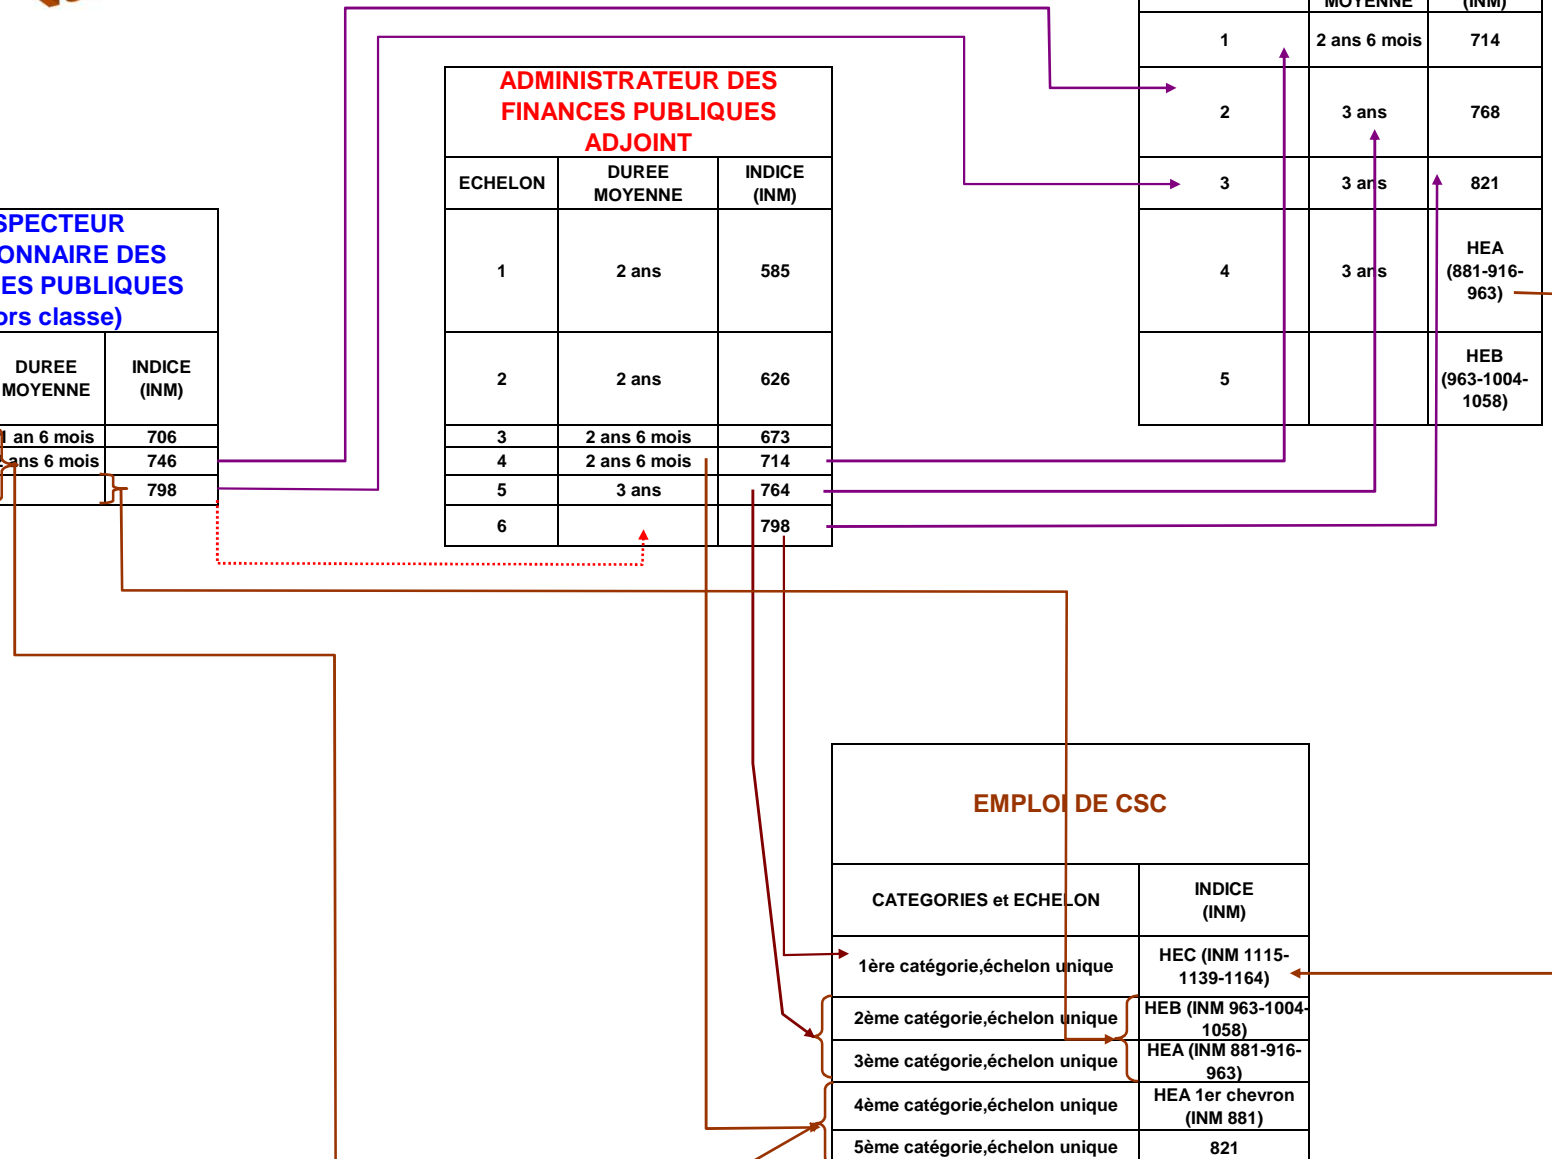 MOYENNE (INM)
1 2 ans 6 mois 714
2 3 ans 768
3 3 ans 821
4 3 ans HEA
(881-916-
963)
5 HEB
(963-1004-
1058)
ADMINISTRATEUR DES
FINANCES PUBLIQUES
ADJOINT
ECHELON DUREE
MOYENNE INDICE
(INM)
1 2 ans 585
2 2 ans 626
3 2 ans 6 mois 673
4 2 ans 6 mois 714
5 3 ans 764
6 798
SPECTEUR
ONNAIRE DES
ES PUBLIQUES
ors classe)
DUREE
MOYENNE INDICE
(INM)
1 an 6 mois 706
ans 6 mois 746
798
EMPLOI DE CSC
CATEGORIES et ECHELON INDICE
(INM)
1ère catégorie,échelon unique HEC (INM 1115-
1139-1164)
2ème catégorie,échelon unique HEB (INM 963-1004-
1058)
3ème catégorie,échelon unique HEA (INM 881-916-
963)
4ème catégorie,échelon unique HEA 1er chevron
(INM 881)
5ème catégorie,échelon unique 821